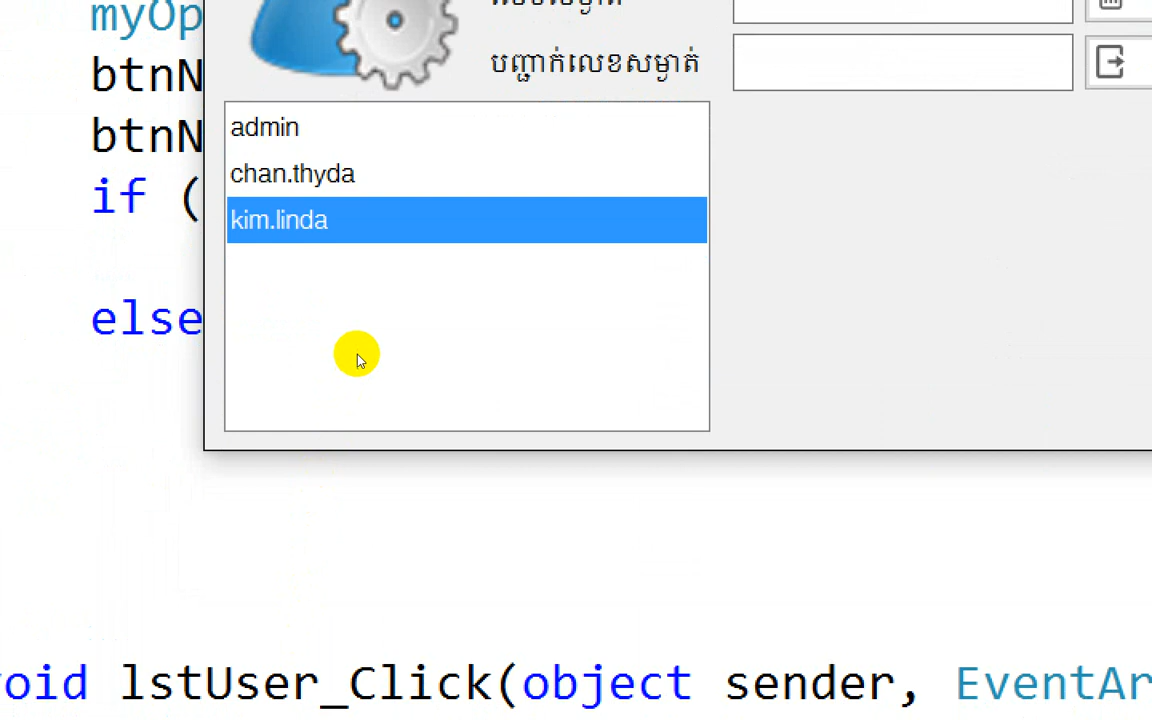 myOp
btnN
btnN
if (
else
បញ្ជាក់លេខសម្ងាត់
admin
chan.thyda
kim.linda
void lstUser_Click(object sender, EventAr